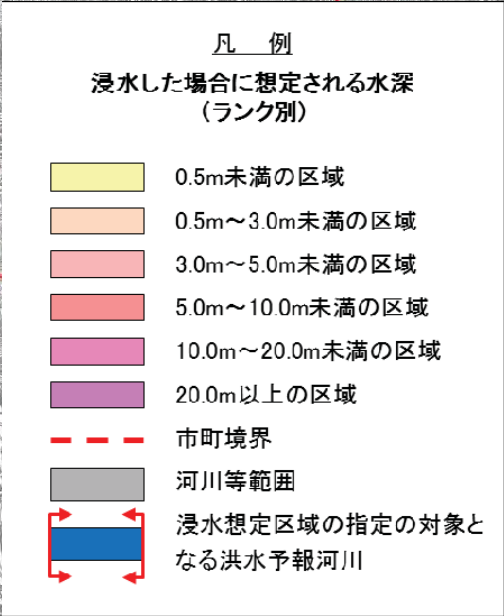 凡 例
浸水した場合に想定される水深
(ランク別)
0.5m未満の区域
0.5m～3.0m未満の区域
3.0m～5.0m未満の区域
5.0m～10.0m未満の区域
10.0m～20.0m未満の区域
20.0m以上の区域
市町境界
河川等範囲
浸水想定区域の指定の対象と
なる洪水予報河川